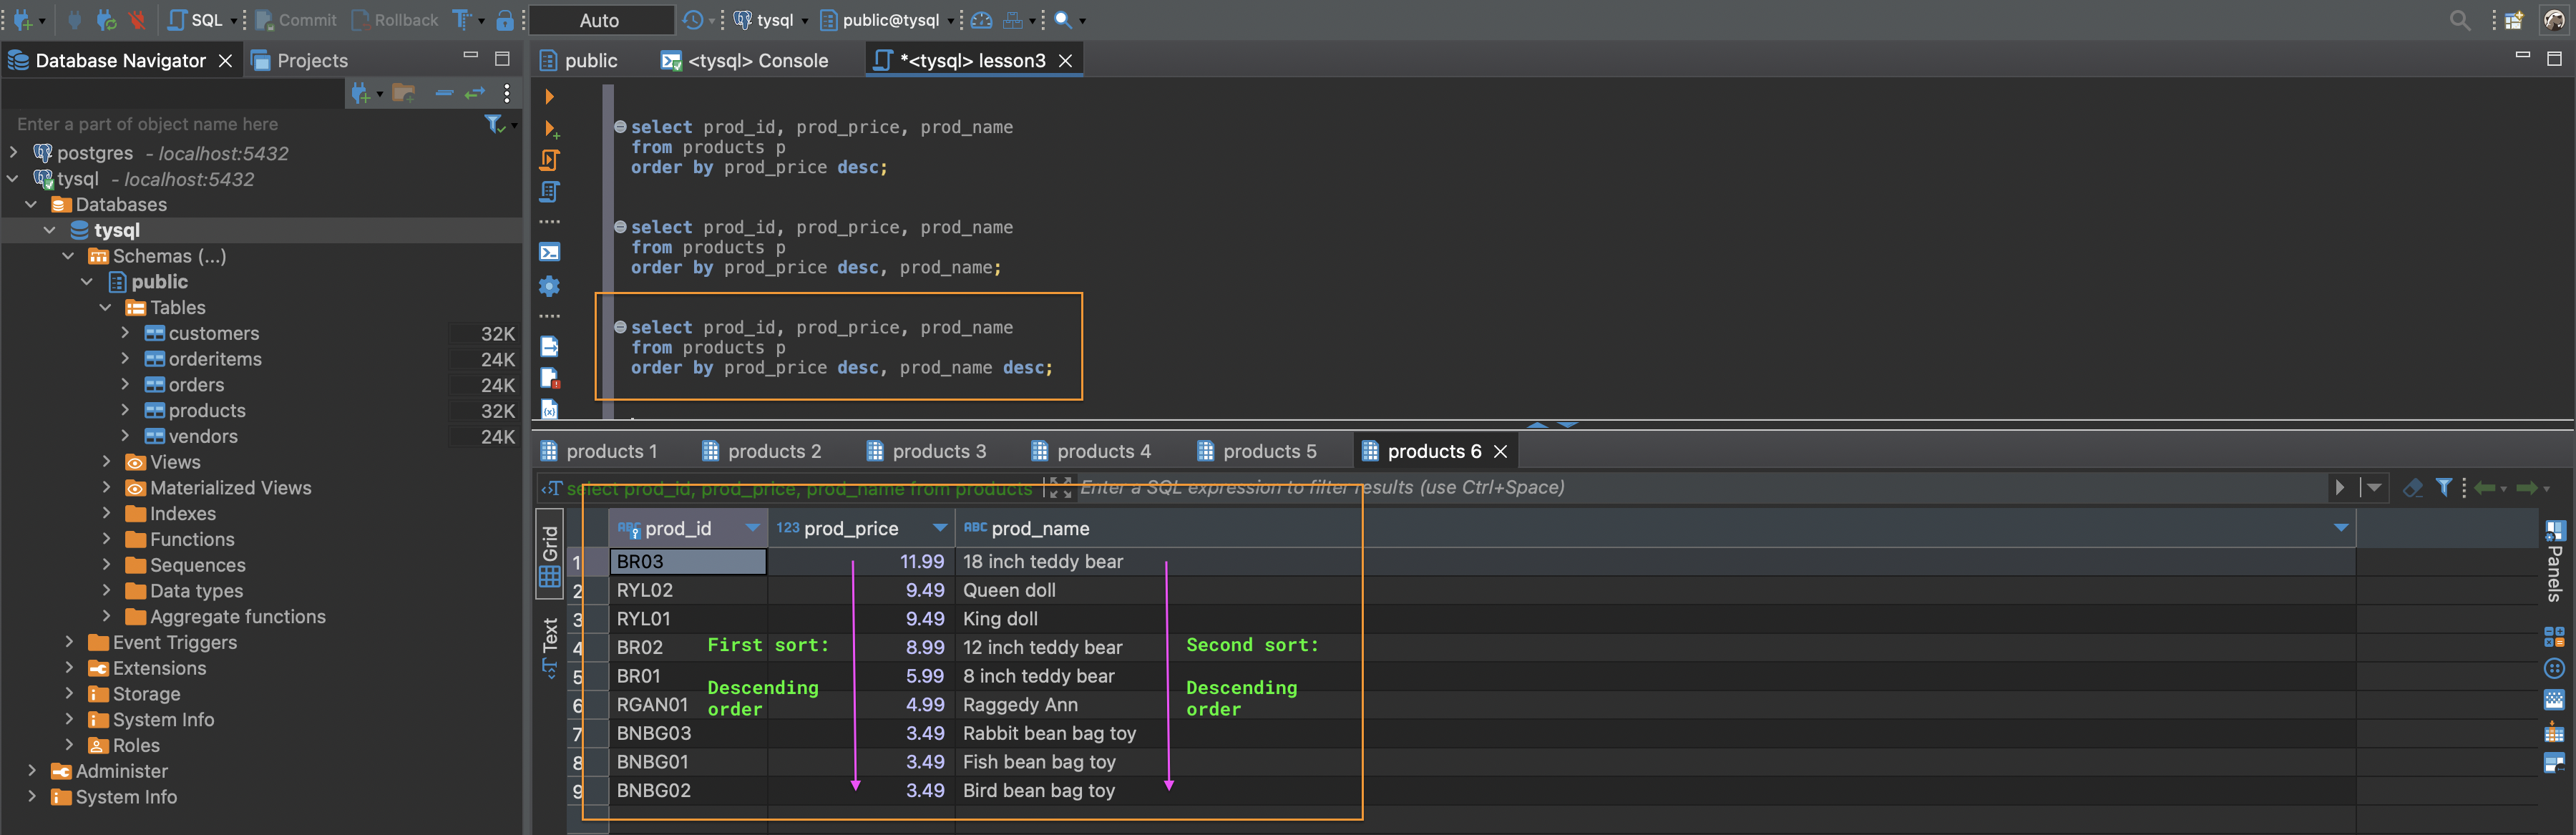 SQL
Commit
Rollback
Auto
tysql
public@tysql
Database Navigator
Projects
public
<tysql> Console
*<tysql> lesson3
Enter a part of object name here
postgres - localhost:5432
tysql - localhost:5432
Databases
tysql
Schemas (...)
public
Tables
customers 32K
orderitems 24K
orders 24K
products 32K
vendors 24K
Views
Materialized Views
Indexes
Functions
Sequences
Data types
Aggregate functions
Event Triggers
Extensions
Storage
System Info
Roles
Administer
System Info
select prod_id, prod_price, prod_name
from products p
order by prod_price desc;
select prod_id, prod_price, prod_name
from products p
order by prod_price desc, prod_name;
select prod_id, prod_price, prod_name
from products p
order by prod_price desc, prod_name desc;
products 1
products 2
products 3
products 4
products 5
products 6
select prod_id, prod_price, prod_name from products
Enter a SQL expression to filter results (use Ctrl+Space)
Grid
Text
Panels
ABC prod_id 123 prod_price ABC prod_name
1 BR03 11.99 18 inch teddy bear
2 RYL02 9.49 Queen doll
3 RYL01 9.49 King doll
4 BR02 8.99 12 inch teddy bear
5 BR01 5.99 8 inch teddy bear
6 RGAN01 4.99 Raggedy Ann
7 BNBG03 3.49 Rabbit bean bag toy
8 BNBG01 3.49 Fish bean bag toy
9 BNBG02 3.49 Bird bean bag toy
First sort:
Descending
order
Second sort:
Descending
order